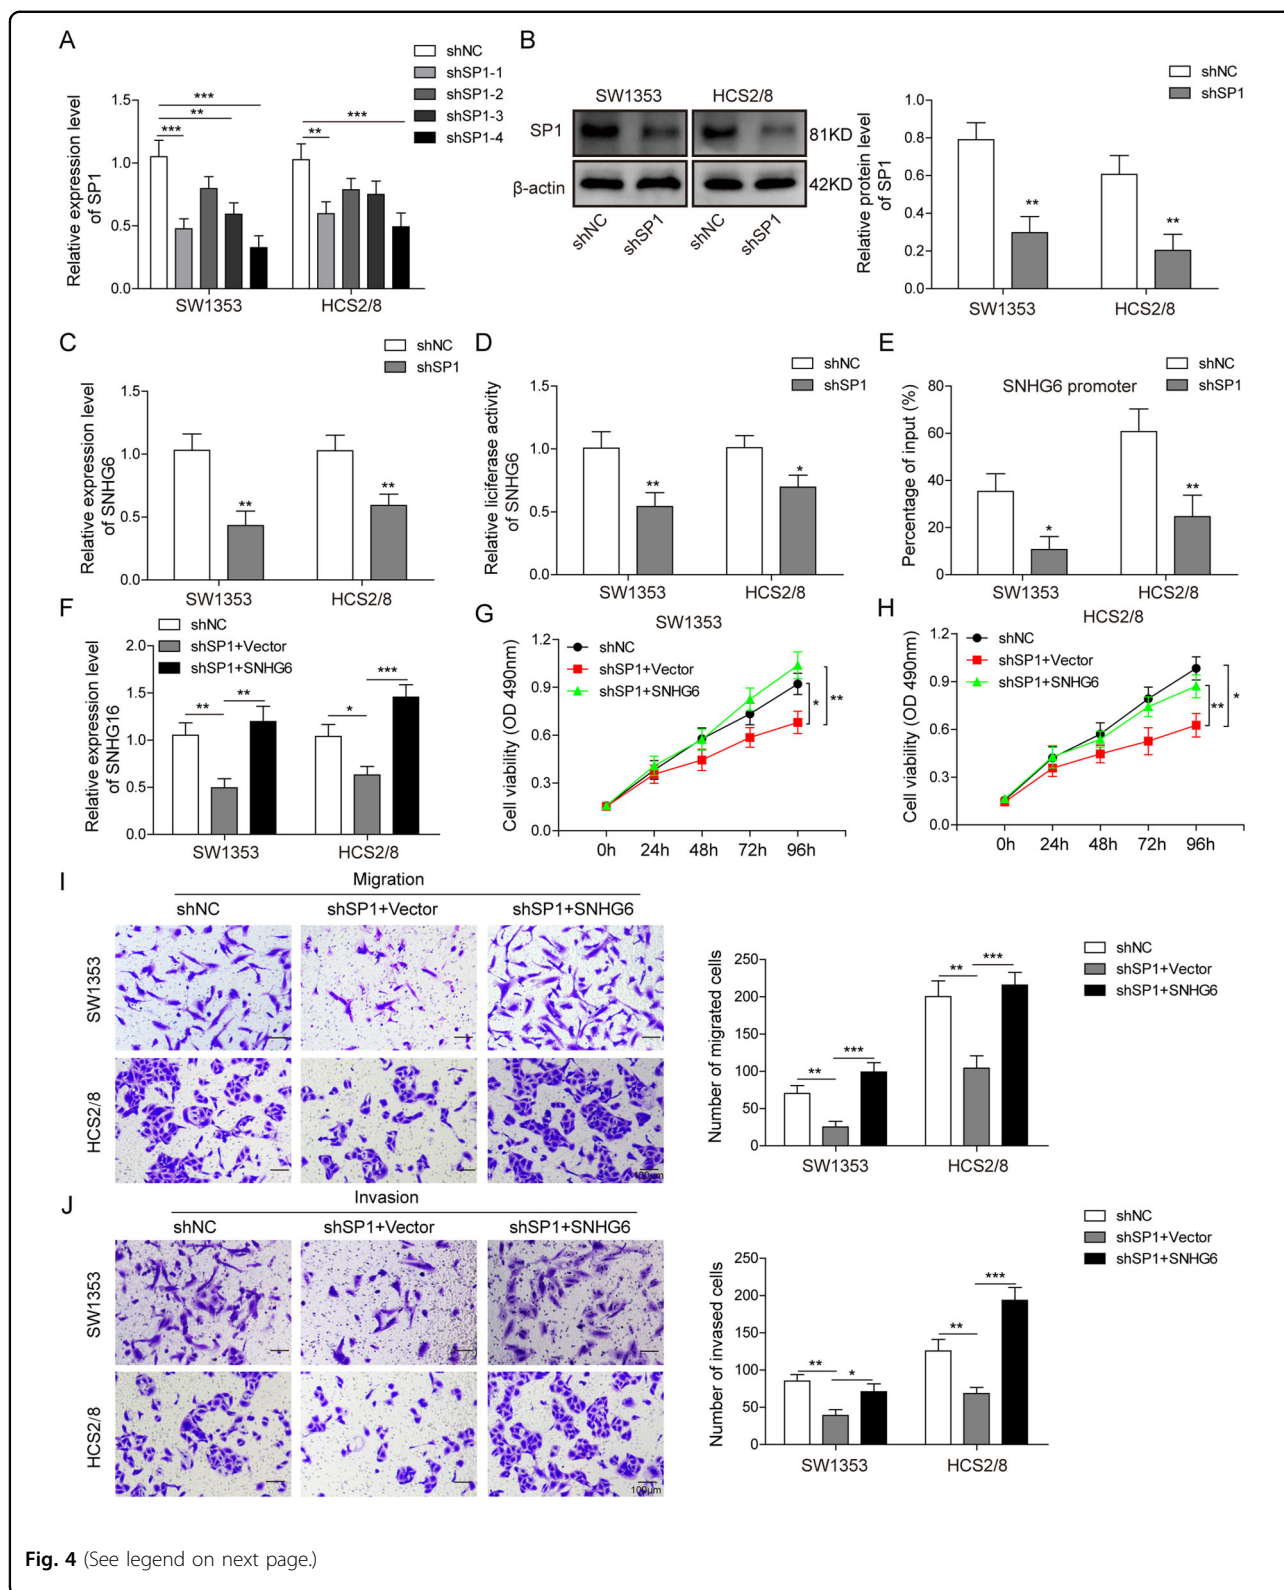 A
shNC
shSP1-1
shSP1-2
shSP1-3
shSP1-4
Relative expression level
of SP1
1.5
1.0
0.5
0.0
***
**
***
**
***
SW1353
HCS2/8
B
SW1353
HCS2/8
SP1
81KD
β-actin
42KD
shNC
shSP1
shNC
shSP1
shNC
shSP1
Relative protein level
of SP1
1.0
0.8
0.6
0.4
0.2
0.0
**
**
SW1353
HCS2/8
C
shNC
shSP1
Relative expression level
of SNHG6
1.5
1.0
0.5
0.0
**
**
SW1353
HCS2/8
D
shNC
shSP1
Relative liciferase activity
of SNHG6
1.5
1.0
0.5
0.0
**
*
SW1353
HCS2/8
E
shNC
shSP1
SNHG6 promoter
Percentage of input (%)
80
60
40
20
0
*
**
SW1353
HCS2/8
F
shNC
shSP1+Vector
shSP1+SNHG6
Relative expression level
of SNHG16
2.0
1.5
1.0
0.5
0.0
**
**
*
***
SW1353
HCS2/8
G
SW1353
shNC
shSP1+Vector
shSP1+SNHG6
Cell viability (OD 490nm)
1.2
0.9
0.6
0.3
0.0
*
**
0h 24h 48h 72h 96h
H
HCS2/8
shNC
shSP1+Vector
shSP1+SNHG6
Cell viability (OD 490nm)
1.2
0.9
0.6
0.3
0.0
**
*
0h 24h 48h 72h 96h
I
Migration
shNC shSP1+Vector shSP1+SNHG6
SW1353
HCS2/8
100μm
shNC
shSP1+Vector
shSP1+SNHG6
Number of migrated cells
250
200
150
100
50
0
**
***
**
***
SW1353
HCS2/8
J
Invasion
shNC shSP1+Vector shSP1+SNHG6
SW1353
HCS2/8
100μm
shNC
shSP1+Vector
shSP1+SNHG6
Number of invased cells
250
200
150
100
50
0
**
*
**
***
SW1353
HCS2/8
Fig. 4 (See legend on next page.)